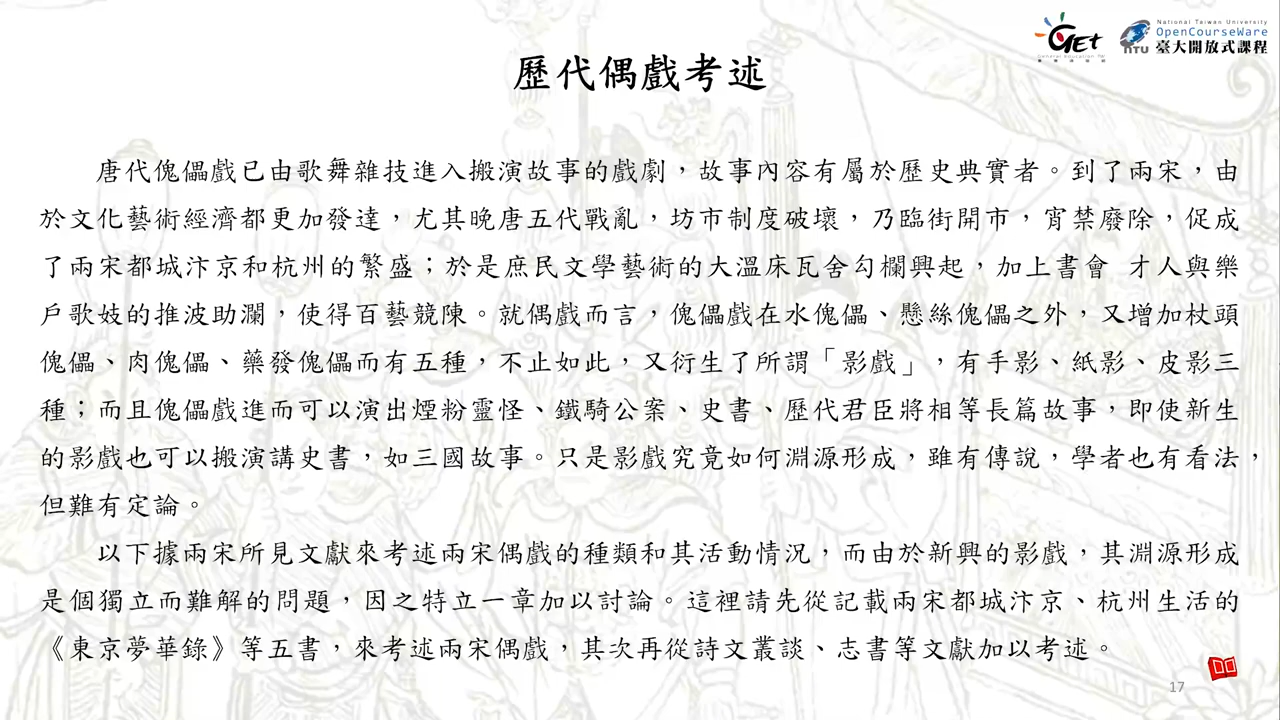 GET
General Education TW
National Taiwan University
OpenCourseWare
NTU 臺大開放式課程
歷代偶戲考述
唐代傀儡戲已由歌舞雜技進入搬演故事的戲劇，故事內容有屬於歷史典實者。到了兩宋，由
於文化藝術經濟都更加發達，尤其晚唐五代戰亂，坊市制度破壞，乃臨街開市，宵禁廢除，促成
了兩宋都城汴京和杭州的繁盛；於是庶民文學藝術的大溫床瓦舍勾欄興起，加上書會 才人與樂
戶歌妓的推波助瀾，使得百藝競陳。就偶戲而言，傀儡戲在水傀儡、懸絲傀儡之外，又增加杖頭
傀儡、肉傀儡、藥發傀儡而有五種，不止如此，又衍生了所謂「影戲」，有手影、紙影、皮影三
種；而且傀儡戲進而可以演出煙粉靈怪、鐵騎公案、史書、歷代君臣將相等長篇故事，即使新生
的影戲也可以搬演講史書，如三國故事。只是影戲究竟如何淵源形成，雖有傳說，學者也有看法，
但難有定論。
以下據兩宋所見文獻來考述兩宋偶戲的種類和其活動情況，而由於新興的影戲，其淵源形成
是個獨立而難解的問題，因之特立一章加以討論。這裡請先從記載兩宋都城汴京、杭州生活的
《東京夢華錄》等五書，來考述兩宋偶戲，其次再從詩文叢談、志書等文獻加以考述。
17